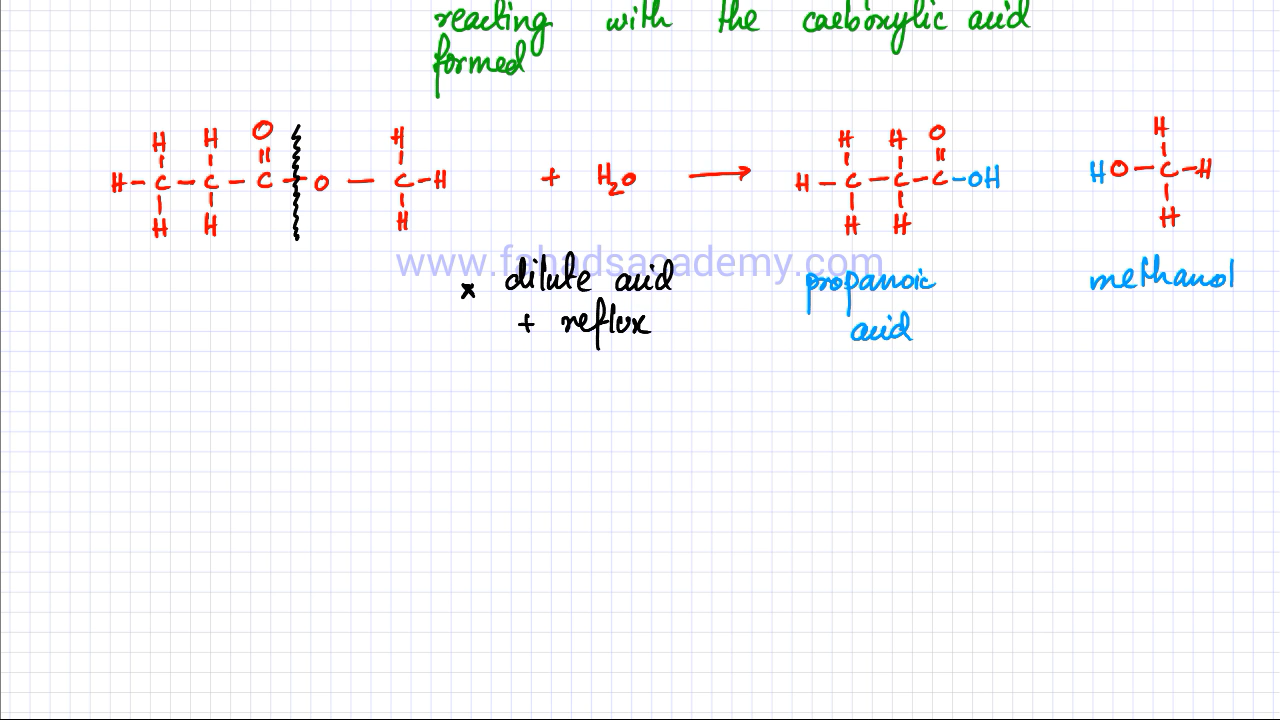 reacting with the carboxylic acid
formed
H H O H
H - C - C - C - O - C - H + H2O → H - C - C - C - OH HO - C - H
H H H
H H O H
H H H
www.fahadsacademy.com
× dilute acid
+ reflux
propanoic
acid
methanol